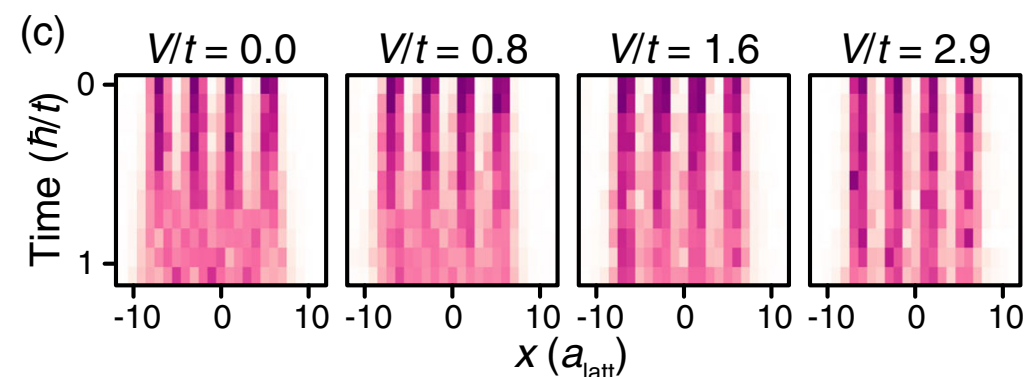 (c)
V/t = 0.0 V/t = 0.8 V/t = 1.6 V/t = 2.9
0
Time (ℏ/t)
1
-10 0 10 -10 0 10 -10 0 10 -10 0 10
x (a_latt)